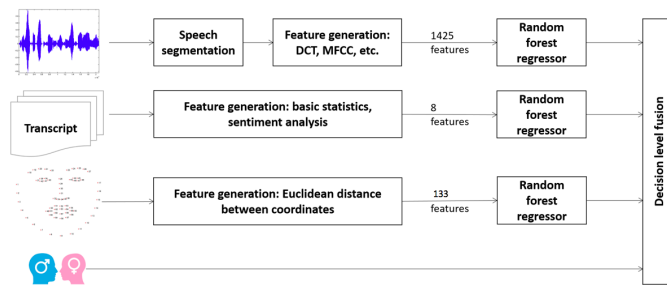 Speech
segmentation
Feature generation:
DCT, MFCC, etc.
1425
features
Random
forest
regressor
Transcript
Feature generation: basic statistics,
sentiment analysis
8
features
Random
forest
regressor
Feature generation: Euclidean distance
between coordinates
133
features
Random
forest
regressor
Decision level fusion